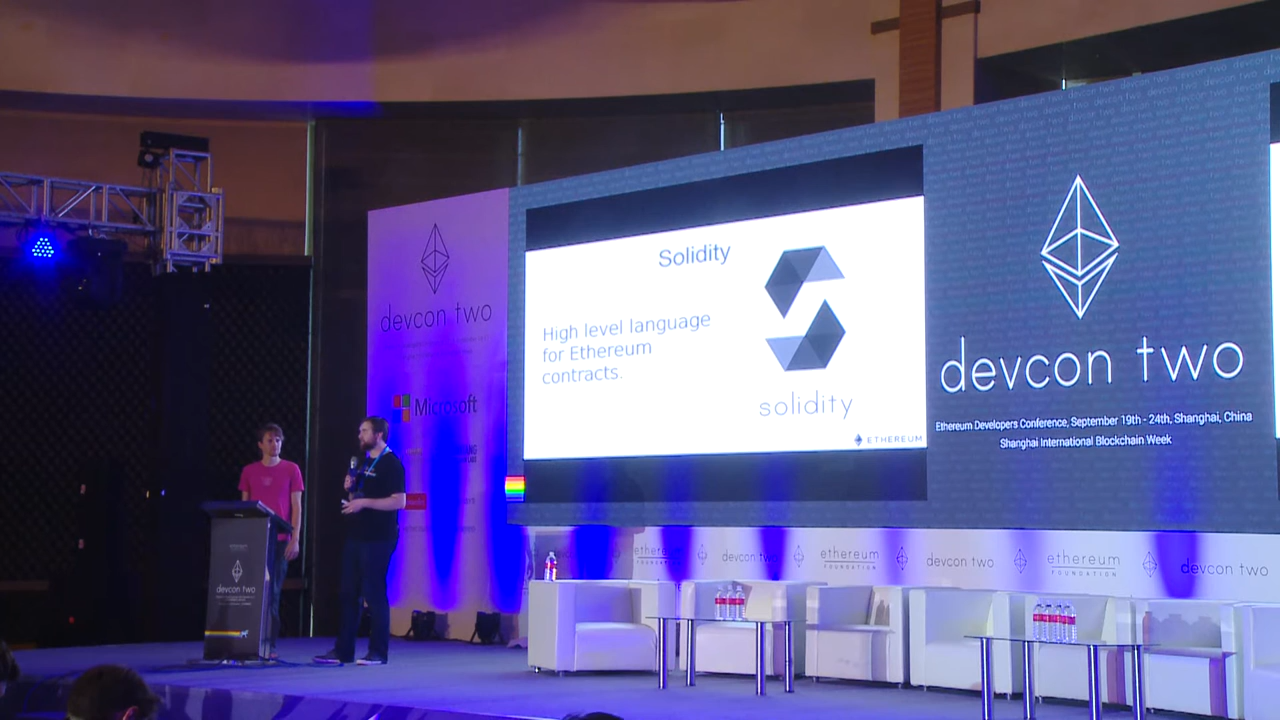 devcon two
Microsoft
Solidity
High level language
for Ethereum
contracts.
solidity
ETHEREUM
devcon two
Ethereum Developers Conference, September 19th - 24th, Shanghai, China
Shanghai International Blockchain Week
devcon two
ethereum
FOUNDATION
devcon two
ethereum
FOUNDATION
devcon two
ethereum
FOUNDATION
devcon two